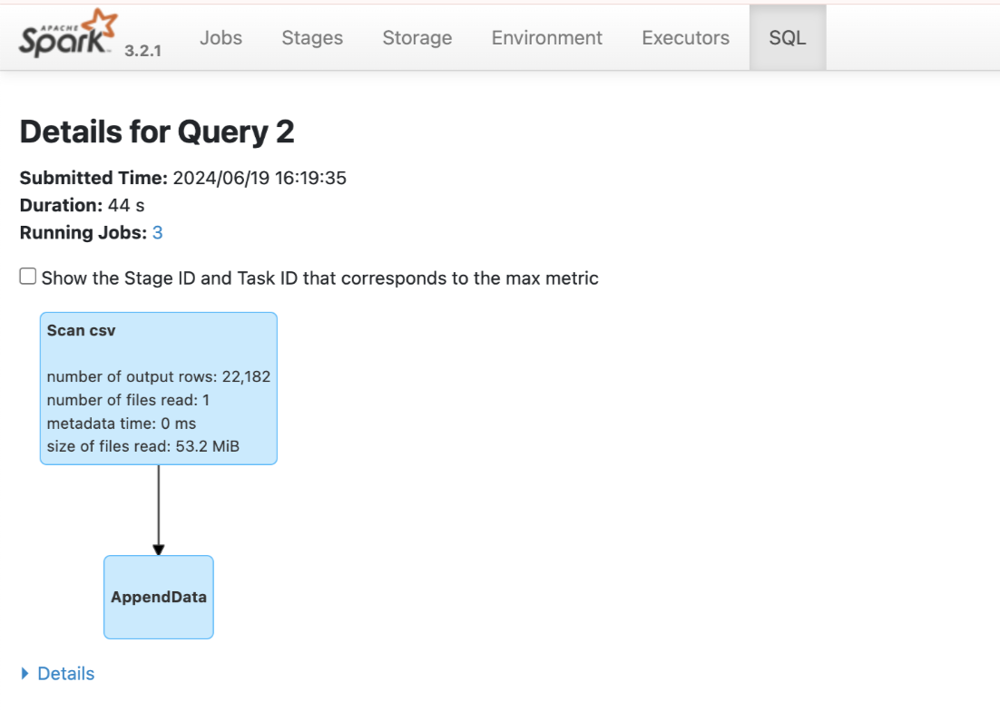 APACHE
Spark 3.2.1 Jobs Stages Storage Environment Executors SQL
Details for Query 2
Submitted Time: 2024/06/19 16:19:35
Duration: 44 s
Running Jobs: 3
Show the Stage ID and Task ID that corresponds to the max metric
Scan csv
number of output rows: 22,182
number of files read: 1
metadata time: 0 ms
size of files read: 53.2 MiB
AppendData
Details